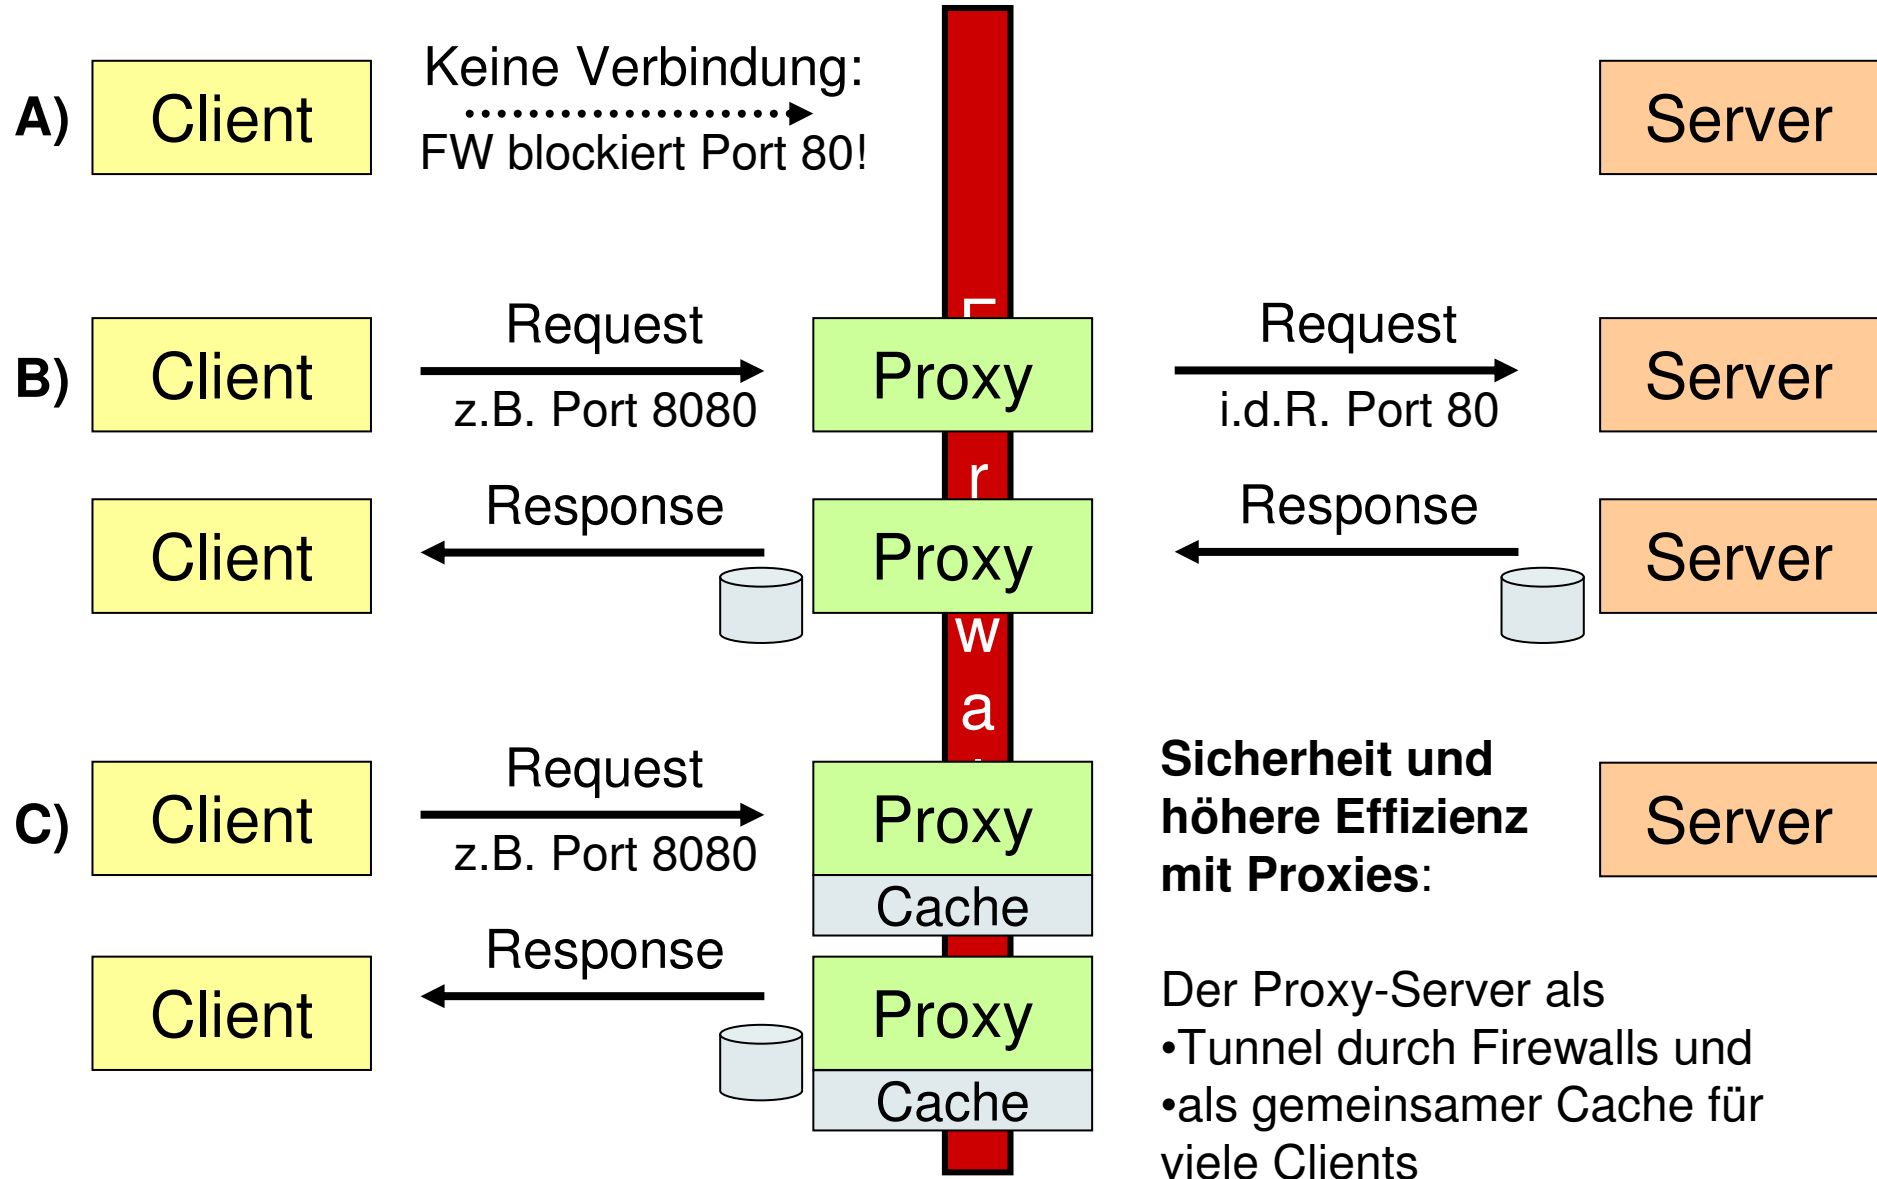 A)
Client
Keine Verbindung:
FW blockiert Port 80!
Server
B)
Client
Request
z.B. Port 8080
Proxy
Request
i.d.R. Port 80
Server
r
Client
Response
Proxy
Response
Server
w
a
C)
Client
Request
z.B. Port 8080
Proxy
Cache
Sicherheit und
höhere Effizienz
mit Proxies:
Server
Client
Response
Proxy
Cache
Der Proxy-Server als
•Tunnel durch Firewalls und
•als gemeinsamer Cache für
viele Clients